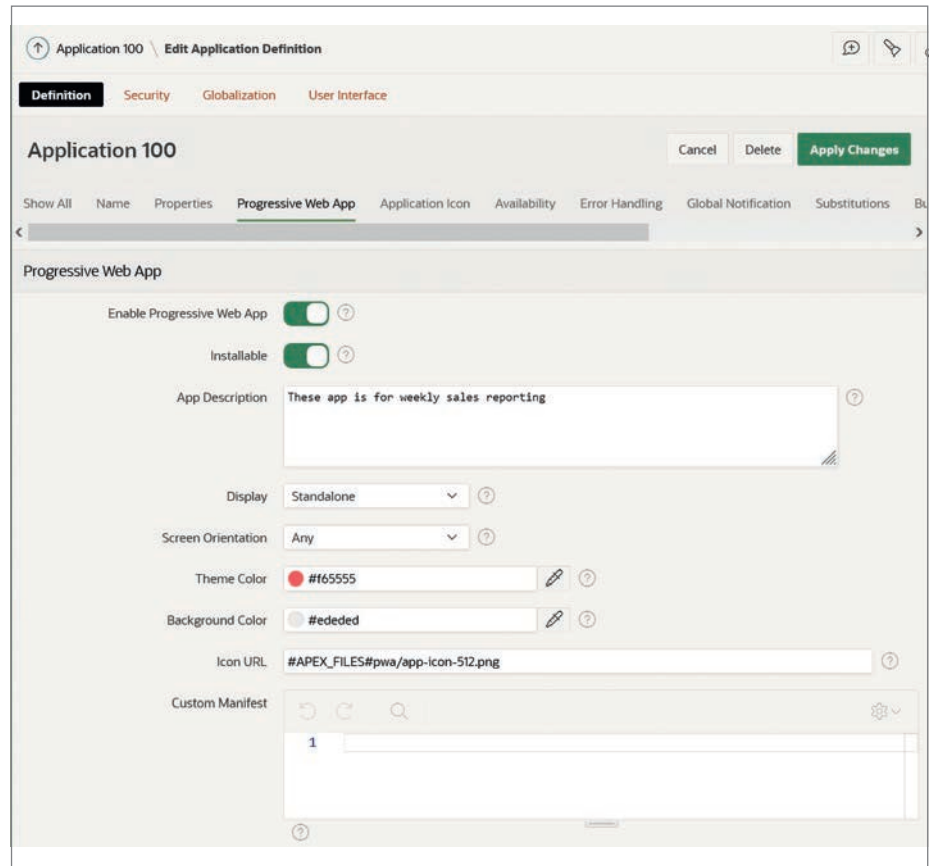 Application 100 \ Edit Application Definition
Definition Security Globalization User Interface
Application 100 Cancel Delete Apply Changes
Show All Name Properties Progressive Web App Application Icon Availability Error Handling Global Notification Substitutions Bu
Progressive Web App
Enable Progressive Web App
Installable
App Description These app is for weekly sales reporting
Display Standalone
Screen Orientation Any
Theme Color #f65555
Background Color #ededed
Icon URL #APEX_FILES#pwa/app-icon-512.png
Custom Manifest
1